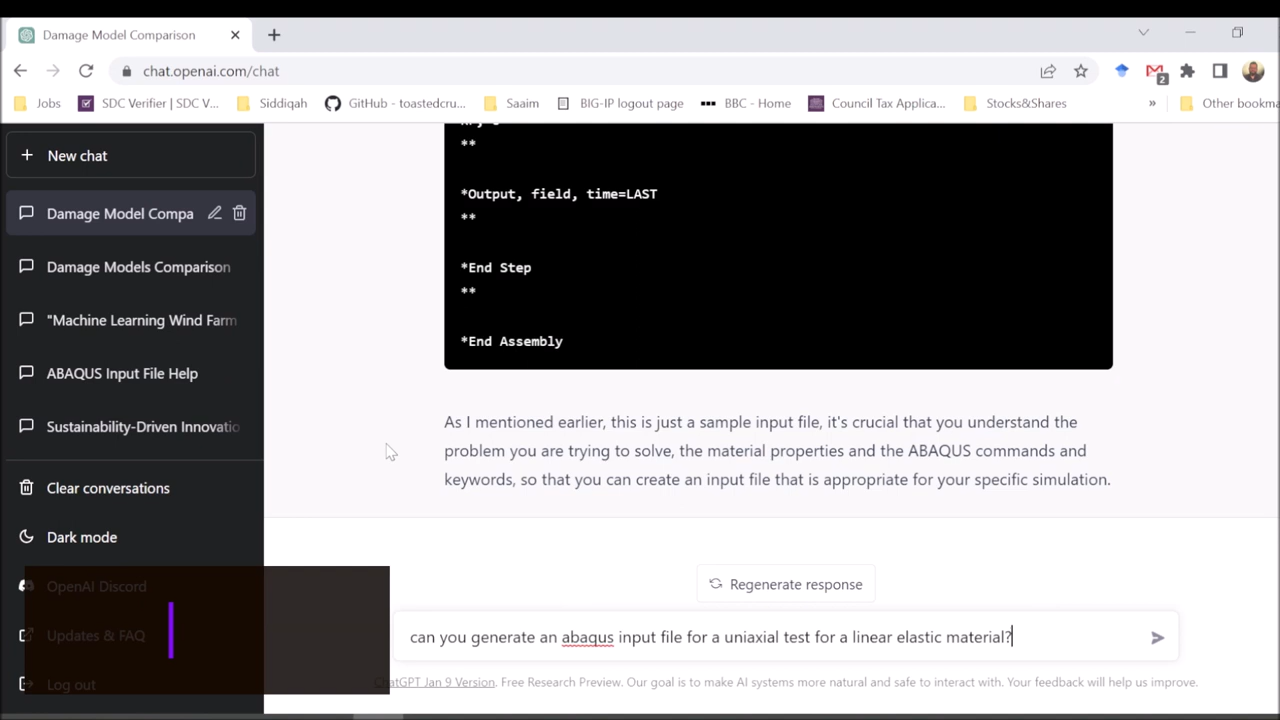 Damage Model Comparison
chat.openai.com/chat
2
Jobs
SDC Verifier | SDC V...
Siddiqah
GitHub - toastedcru...
Saaim
BIG-IP logout page
BBC - Home
Council Tax Applica...
Stocks&Shares
»
Other bookma
New chat
Damage Model Compa
Damage Models Comparison
"Machine Learning Wind Farm
ABAQUS Input File Help
Sustainability-Driven Innovatio
Clear conversations
Dark mode
OpenAI Discord
Updates & FAQ
Log out
**
*Output, field, time=LAST
**
*End Step
**
*End Assembly
As I mentioned earlier, this is just a sample input file, it's crucial that you understand the
problem you are trying to solve, the material properties and the ABAQUS commands and
keywords, so that you can create an input file that is appropriate for your specific simulation.
Regenerate response
can you generate an abaqus input file for a uniaxial test for a linear elastic material?
ChatGPT Jan 9 Version. Free Research Preview. Our goal is to make AI systems more natural and safe to interact with. Your feedback will help us improve.